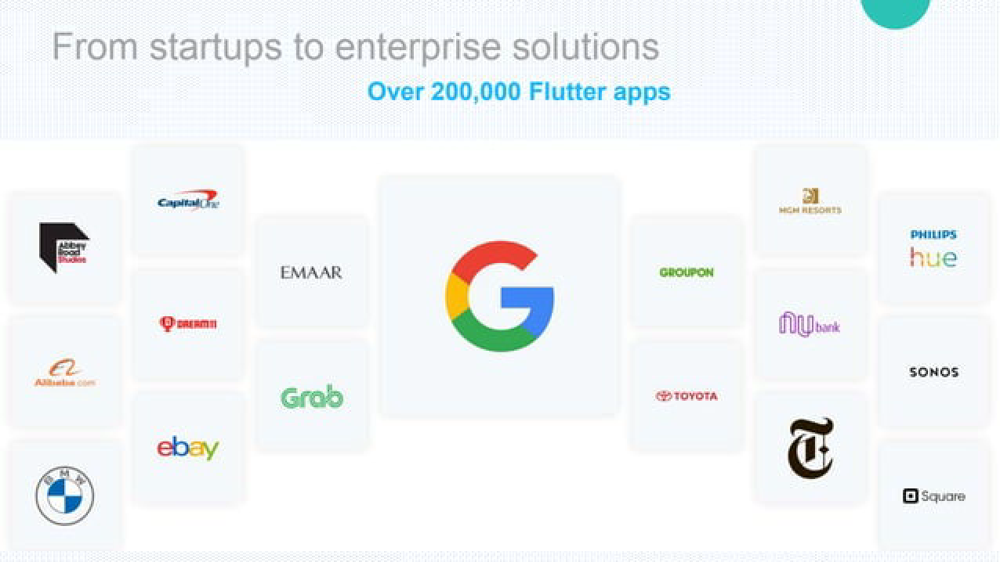 From startups to enterprise solutions
Over 200,000 Flutter apps
Abbey
Road
Studios
Alibaba.com
BMW
CapitalOne
DREAM11
ebay
EMAAR
Grab
G
GROUPON
TOYOTA
MGM RESORTS
nu bank
T
PHILIPS
hue
SONOS
Square